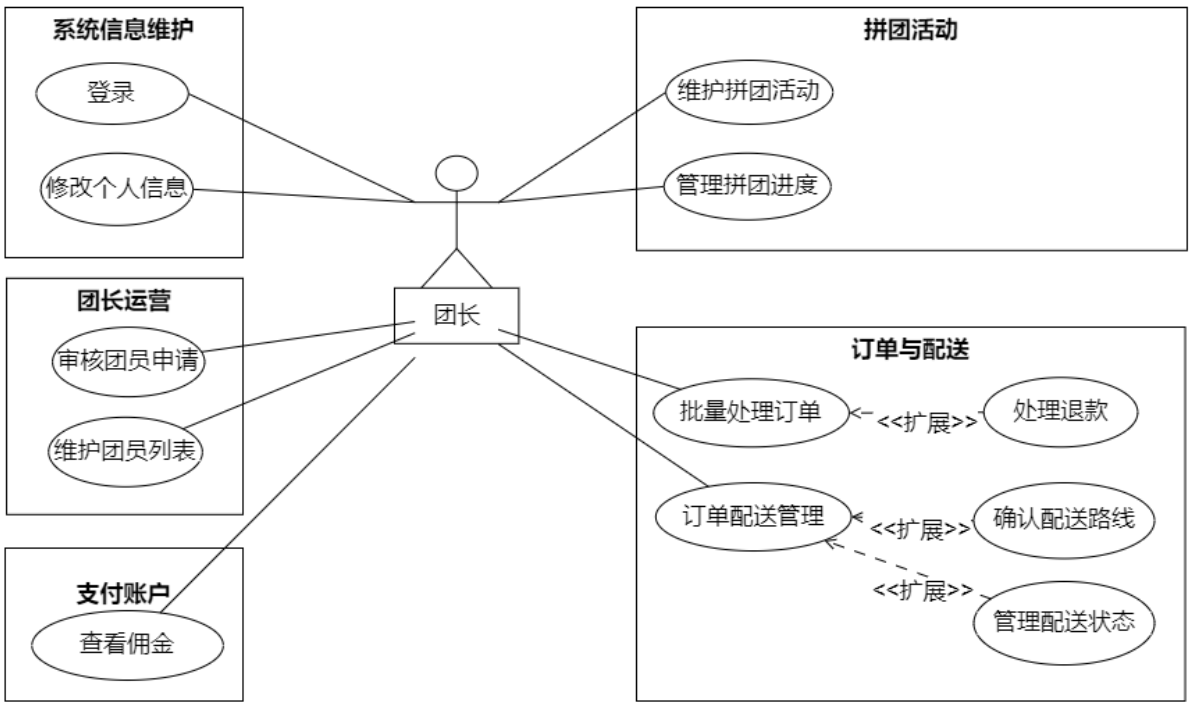 系统信息维护
登录
修改个人信息
拼团活动
维护拼团活动
管理拼团进度
团长
团长运营
审核团员申请
维护团员列表
支付账户
查看佣金
订单与配送
批量处理订单
<<扩展>>
处理退款
订单配送管理
<<扩展>>
确认配送路线
<<扩展>>
管理配送状态